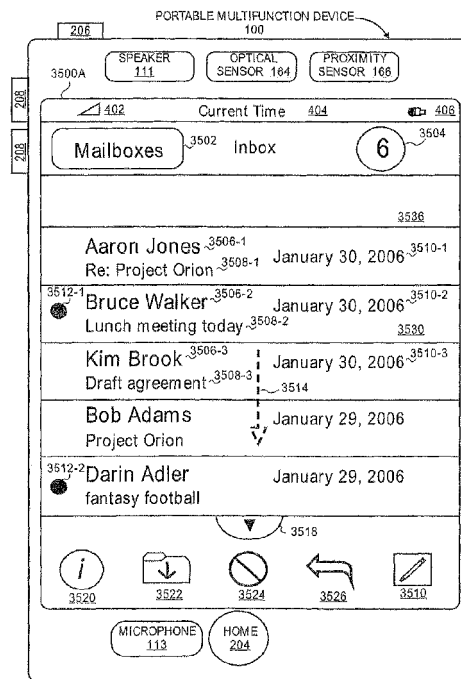 PORTABLE MULTIFUNCTION DEVICE
100
206
SPEAKER
111
OPTICAL
SENSOR 164
PROXIMITY
SENSOR 166
3500A
208
208
402
Current Time 404
406
Mailboxes
3502
Inbox
6
3504
3536
Aaron Jones 3506-1
January 30, 2006 3510-1
Re: Project Orion 3508-1
3512-1
Bruce Walker 3506-2
January 30, 2006 3510-2
Lunch meeting today 3508-2
3530
Kim Brook 3506-3
January 30, 2006 3510-3
Draft agreement 3508-3
3514
Bob Adams
January 29, 2006
Project Orion
3512-2
Darin Adler
January 29, 2006
fantasy football
3518
i
3520
3522
3524
3526
3510
MICROPHONE
113
HOME
204